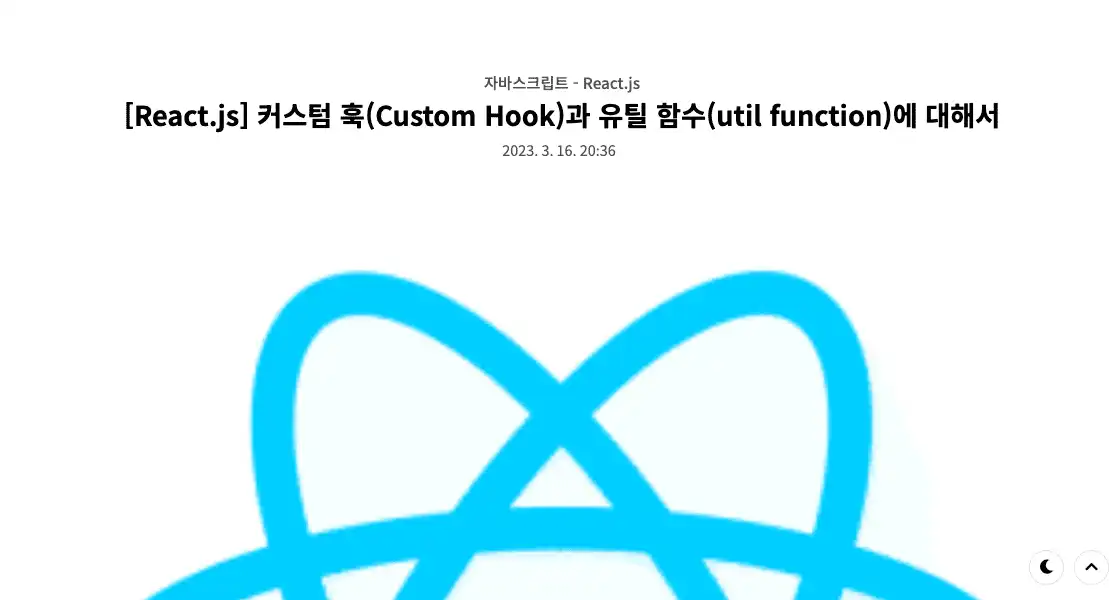 자바스크립트 - React.js
[React.js] 커스텀 훅(Custom Hook)과 유틸 함수(util function)에 대해서
2023. 3. 16. 20:36